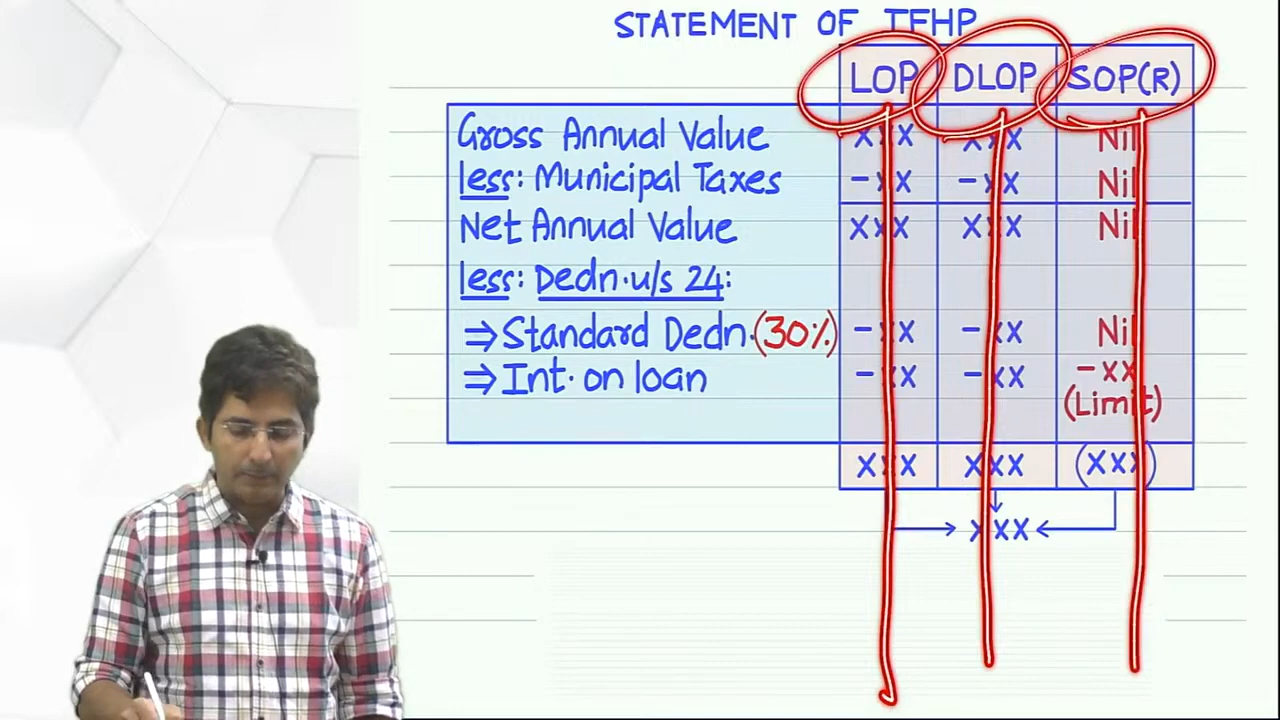 STATEMENT OF IFHP
LOP DLOP SOP(R)
Gross Annual Value xxx xxx Nil
less: Municipal Taxes -xx -xx Nil
Net Annual Value xxx xxx Nil
less: Dedn. u/s 24:
⇒ Standard Dedn. (30%) -xx -xx Nil
⇒ Int. on loan -xx -xx -xx
(Limit)
xxx xxx (xxx)
xxx